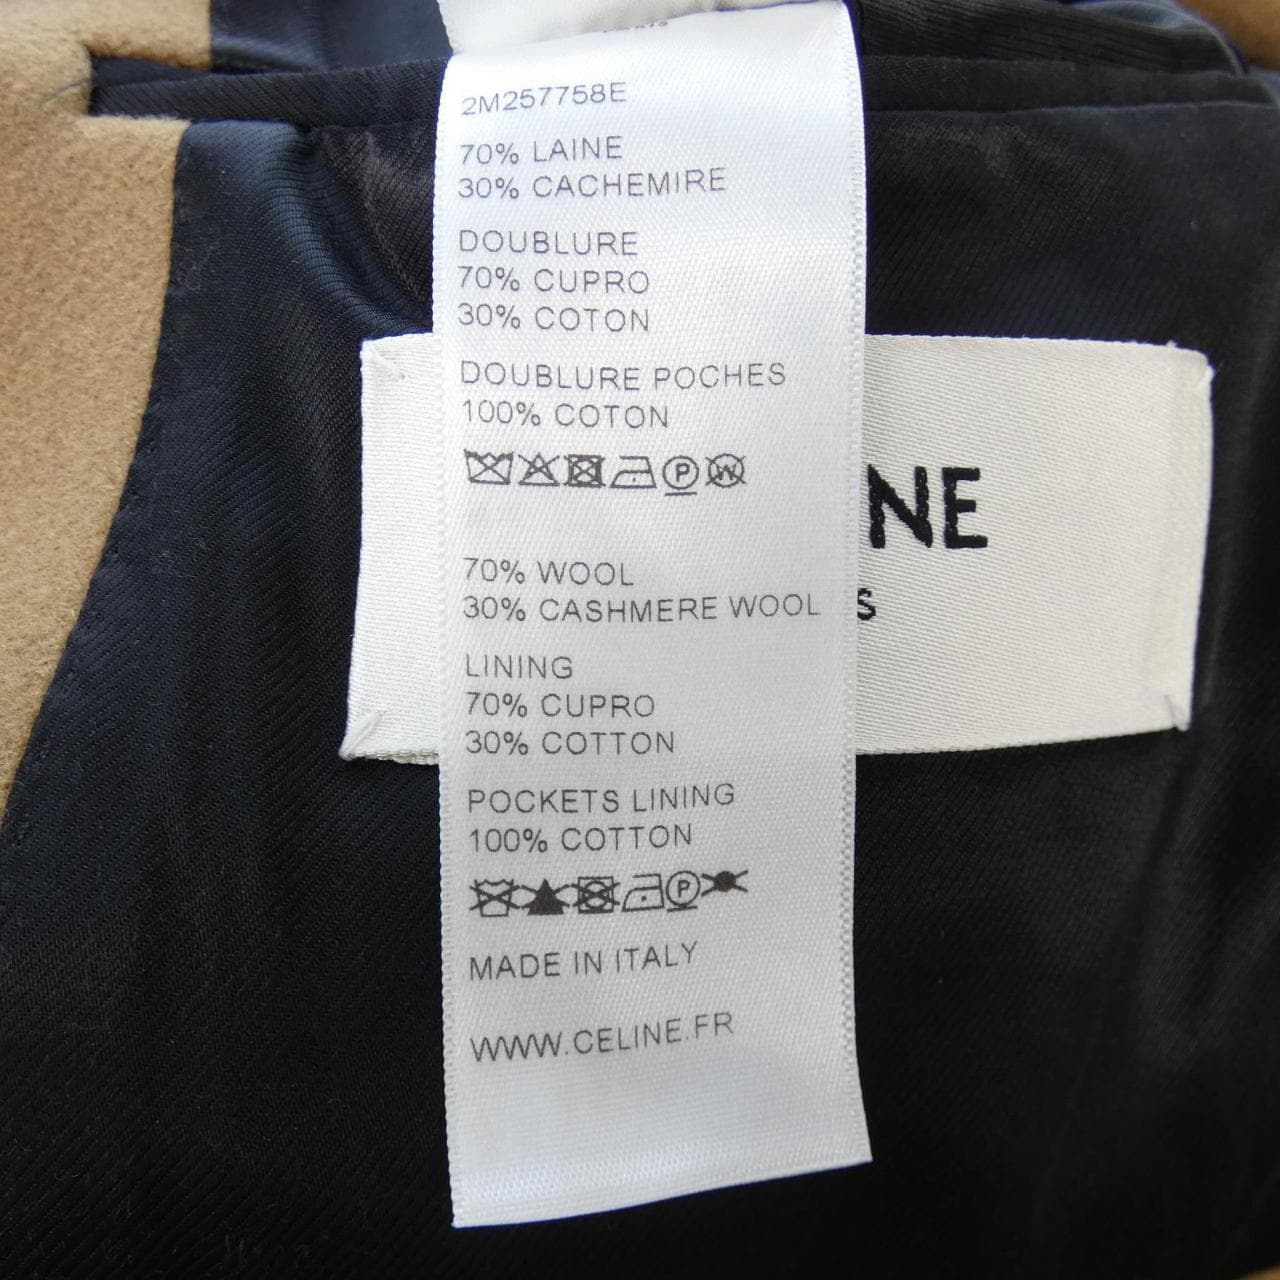 2M257758E
70% LAINE
30% CACHEMIRE
DOUBLURE
70% CUPRO
30% COTON
DOUBLURE POCHES
100% COTON
P W
70% WOOL
30% CASHMERE WOOL
LINING
70% CUPRO
30% COTTON
POCKETS LINING
100% COTTON
P
MADE IN ITALY
WWW.CELINE.FR
NE
S